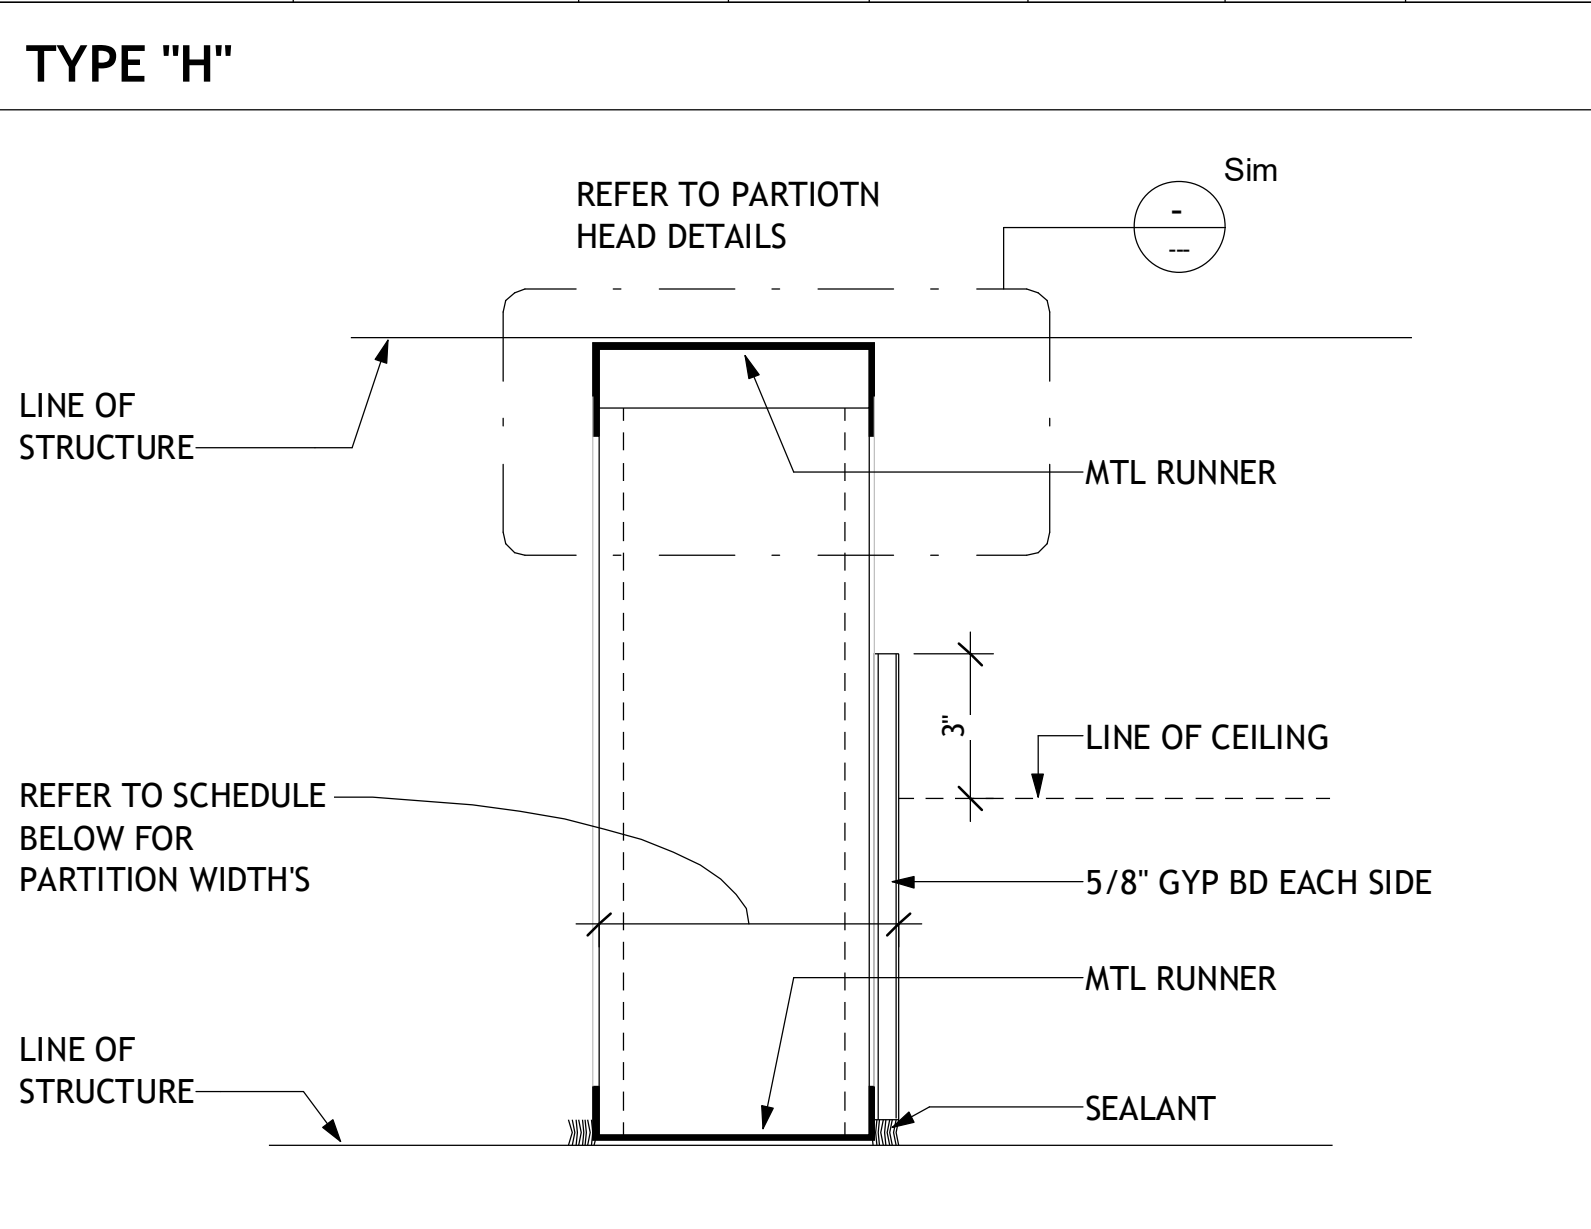 TYPE "H"
Sim
-
---
REFER TO PARTIOTN
HEAD DETAILS
LINE OF
STRUCTURE
MTL RUNNER
3"
LINE OF CEILING
REFER TO SCHEDULE
BELOW FOR
PARTITION WIDTH'S
5/8" GYP BD EACH SIDE
MTL RUNNER
LINE OF
STRUCTURE
SEALANT